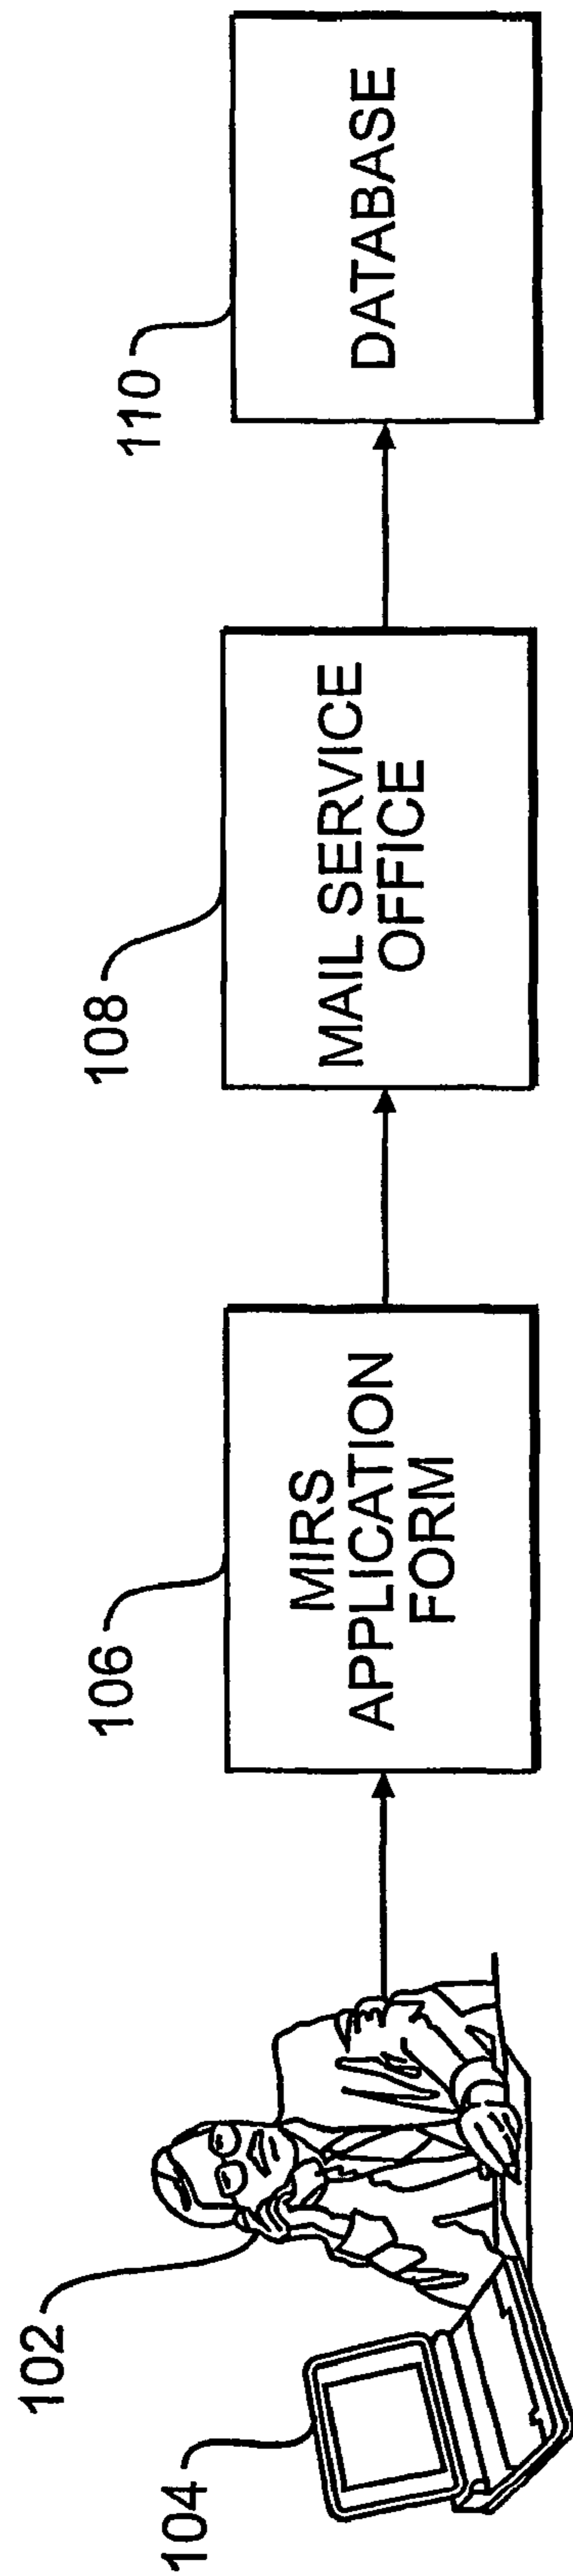 102
104
106
MIRS
APPLICATION
FORM
108
MAIL SERVICE
OFFICE
110
DATABASE